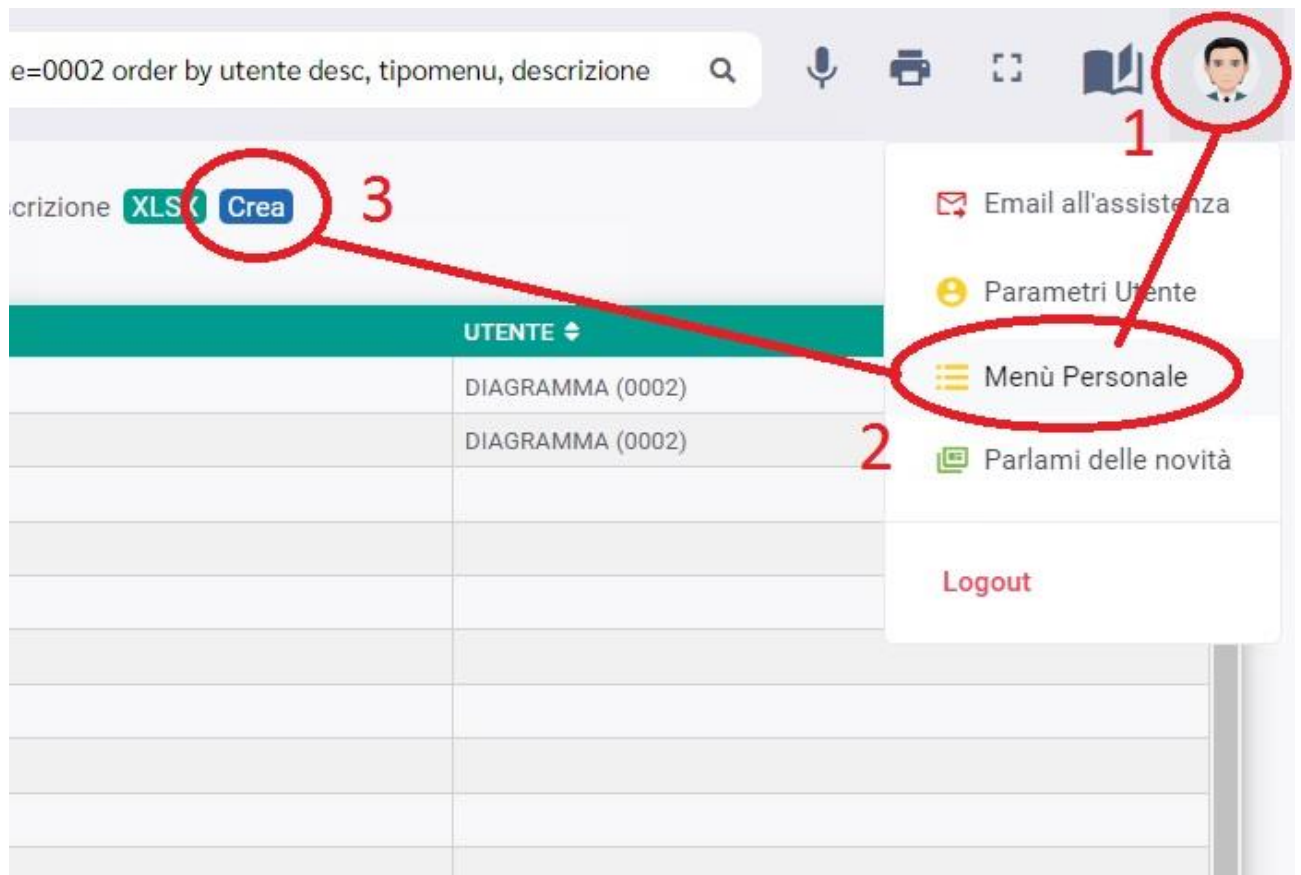 e=0002 order by utente desc, tipomenu, descrizione
1
Email all'assistenza
crizione XLSX Crea
3
Parametri Utente
UTENTE
Menù Personale
DIAGRAMMA (0002)
2
DIAGRAMMA (0002)
Parlami delle novità
Logout